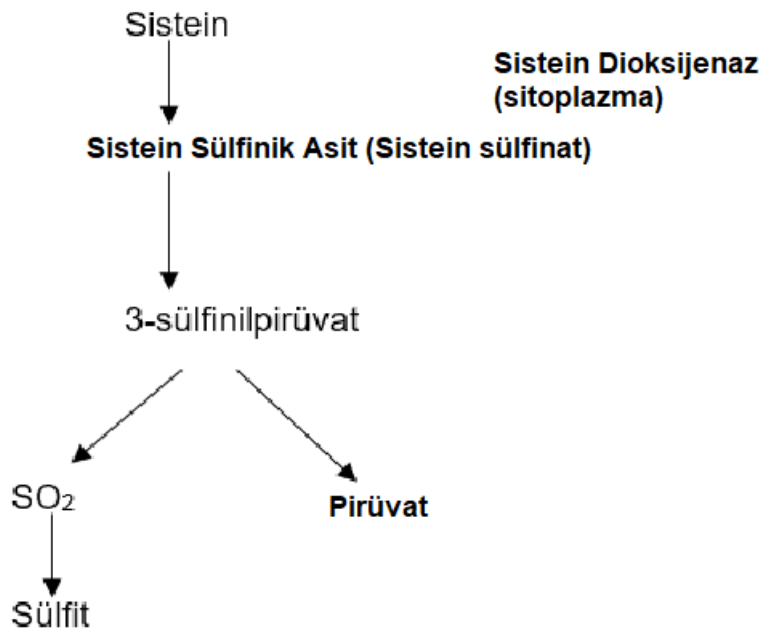 Sistein
Sistein Dioksijenaz
(sitoplazma)
Sistein Sülfinik Asit (Sistein sülfinat)
3-sülfinilpirüvat
SO₂
Pirüvat
Sülfit